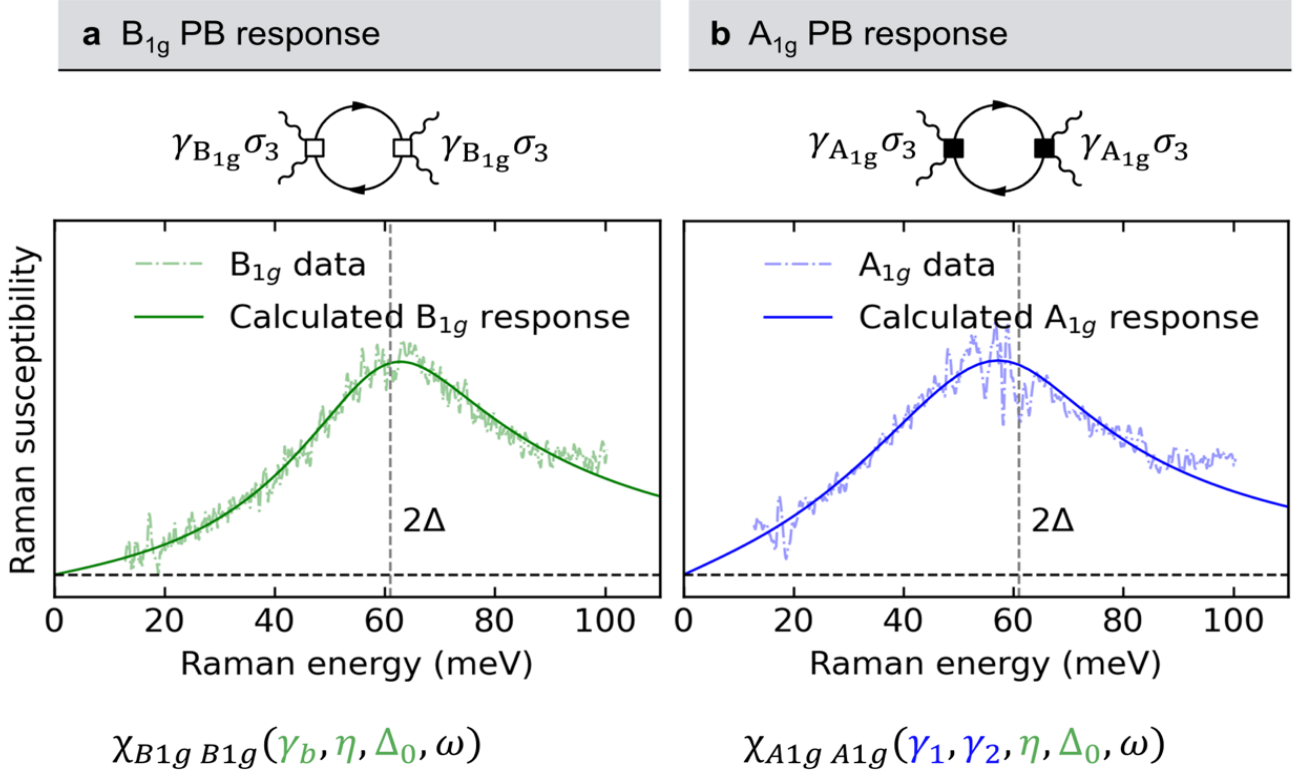 a B₁g PB response
γB₁gσ₃ γB₁gσ₃
Raman susceptibility
B₁g data
Calculated B₁g response
2Δ
0 20 40 60 80 100
Raman energy (meV)
χB1g B1g(γb, η, Δ₀, ω)
b A₁g PB response
γA₁gσ₃ γA₁gσ₃
A₁g data
Calculated A₁g response
2Δ
0 20 40 60 80 100
Raman energy (meV)
χA1g A1g(γ₁, γ₂, η, Δ₀, ω)